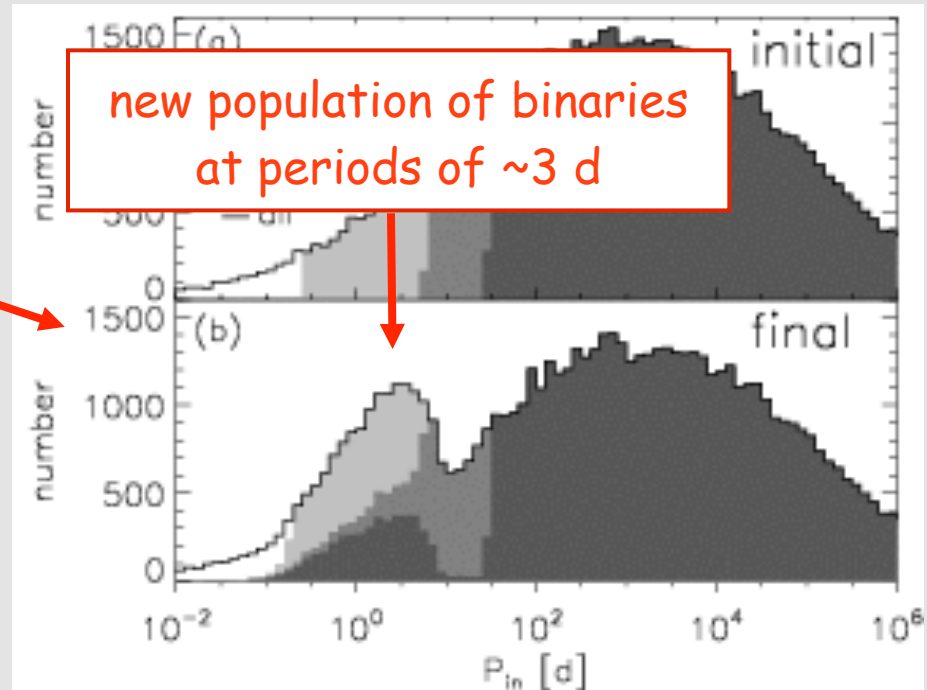 1500
(a)
initial
new population of binaries
at periods of ~3 d
number
500
all
0
1500
(b)
final
number
1000
500
0
10^-2 10^0 10^2 10^4 10^6
P_in [d]